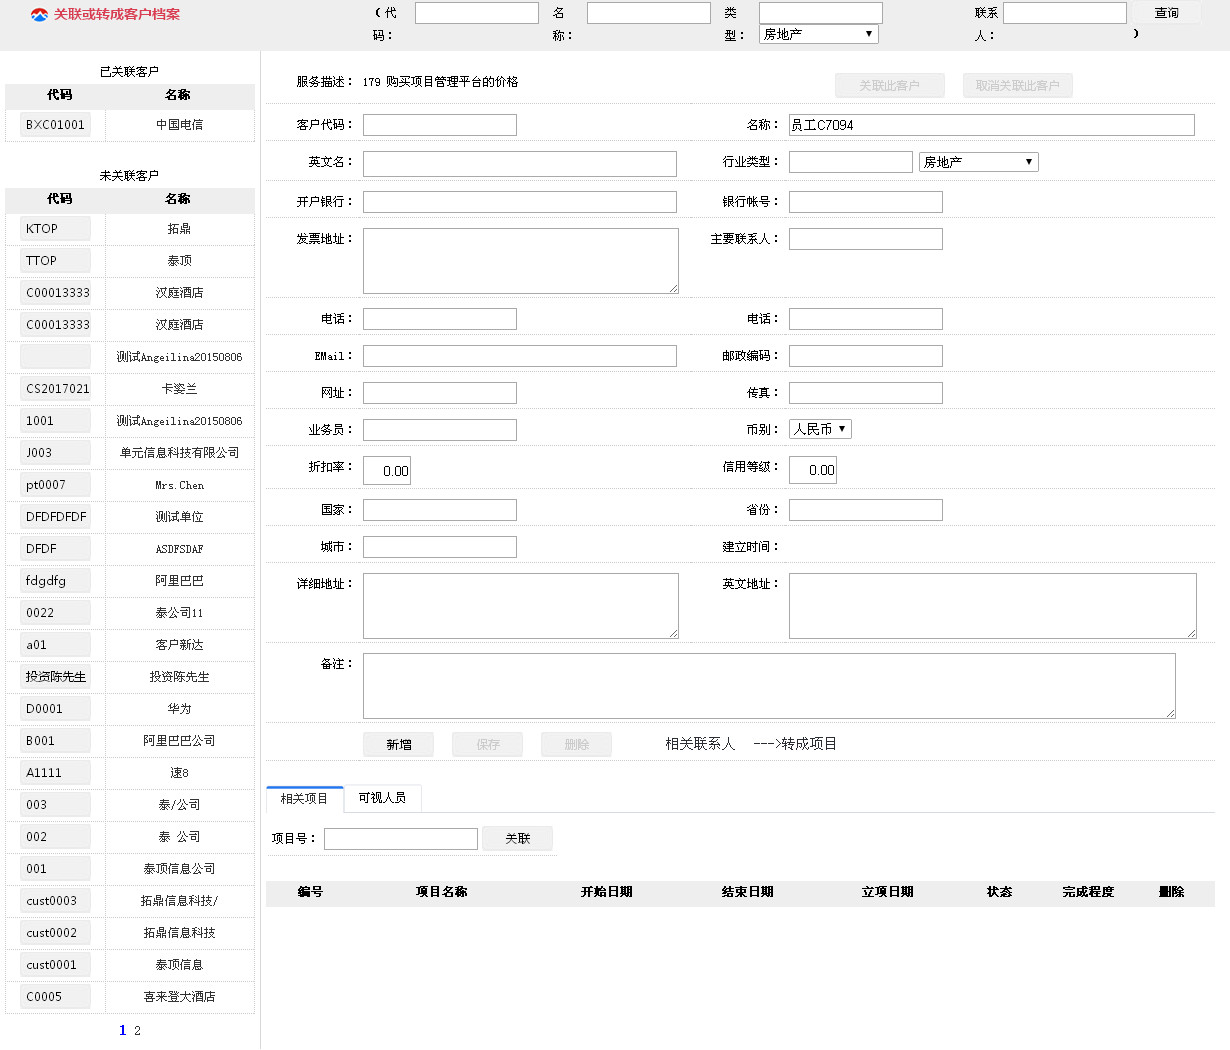 关联或转成客户档案
（代码：
名称：
类型： 房地产
联系人：
）
查询
已关联客户
代码 名称
BXC01001 中国电信
未关联客户
代码 名称
KTOP 拓鼎
TTOP 泰顶
C00013333 汉庭酒店
C00013333 汉庭酒店
测试Angeilina20150806
CS2017021 卡姿兰
1001 测试Angeilina20150806
J003 单元信息科技有限公司
pt0007 Mrs.Chen
DFDFDFDF 测试单位
DFDF ASDFSDAF
fdgdfg 阿里巴巴
0022 泰公司11
a01 客户新达
投资陈先生 投资陈先生
D0001 华为
B001 阿里巴巴公司
A1111 速8
003 泰/公司
002 泰 公司
001 泰顶信息公司
cust0003 拓鼎信息科技/
cust0002 拓鼎信息科技
cust0001 泰顶信息
C0005 喜来登大酒店
1 2
服务描述： 179 购买项目管理平台的价格 关联此客户 取消关联此客户
客户代码： 名称： 员工C7094
英文名： 行业类型： 房地产
开户银行： 银行帐号：
发票地址： 主要联系人：
电话： 电话：
EMail： 邮政编码：
网址： 传真：
业务员： 币别： 人民币
折扣率： 0.00 信用等级： 0.00
国家： 省份：
城市： 建立时间：
详细地址： 英文地址：
备注：
新增 保存 删除 相关联系人 --->转成项目
相关项目 可视人员
项目号： 关联
编号 项目名称 开始日期 结束日期 立项日期 状态 完成程度 删除